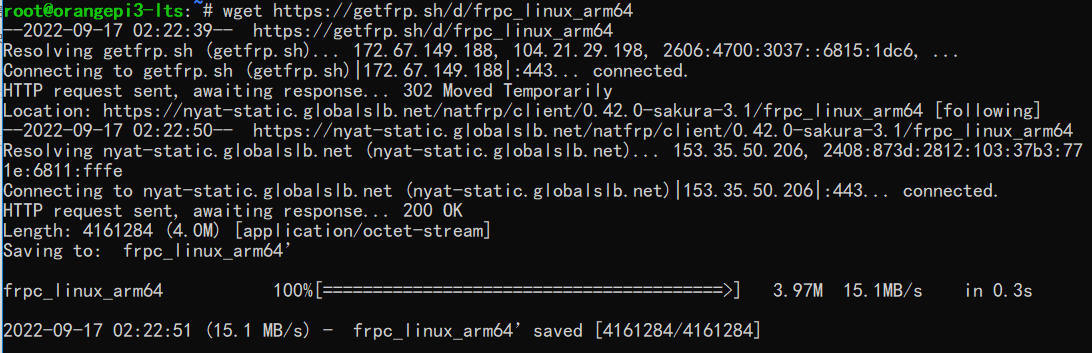 root@orangepi3-lts:~# wget https://getfrp.sh/d/frpc_linux_arm64
--2022-09-17 02:22:39-- https://getfrp.sh/d/frpc_linux_arm64
Resolving getfrp.sh (getfrp.sh)... 172.67.149.188, 104.21.29.198, 2606:4700:3037::6815:1dc6, ...
Connecting to getfrp.sh (getfrp.sh)|172.67.149.188|:443... connected.
HTTP request sent, awaiting response... 302 Moved Temporarily
Location: https://nyat-static.globalslb.net/natfrp/client/0.42.0-sakura-3.1/frpc_linux_arm64 [following]
--2022-09-17 02:22:50-- https://nyat-static.globalslb.net/natfrp/client/0.42.0-sakura-3.1/frpc_linux_arm64
Resolving nyat-static.globalslb.net (nyat-static.globalslb.net)... 153.35.50.206, 2408:873d:2812:103:37b3:77
1e:6811:fffe
Connecting to nyat-static.globalslb.net (nyat-static.globalslb.net)|153.35.50.206|:443... connected.
HTTP request sent, awaiting response... 200 OK
Length: 4161284 (4.0M) [application/octet-stream]
Saving to: frpc_linux_arm64’
frpc_linux_arm64 100%[========================================>] 3.97M 15.1MB/s in 0.3s
2022-09-17 02:22:51 (15.1 MB/s) - frpc_linux_arm64’ saved [4161284/4161284]